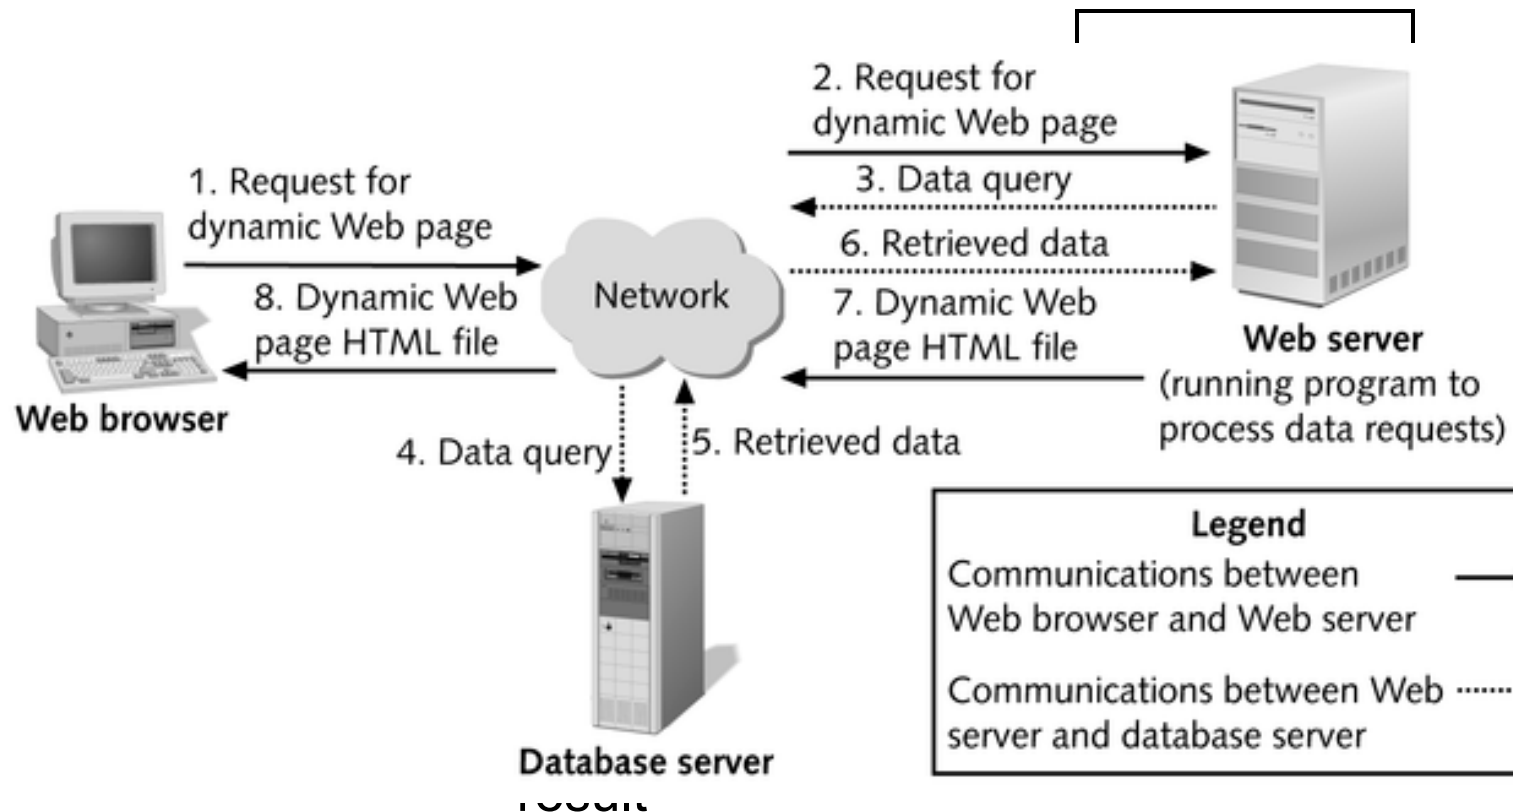 2. Request for
dynamic Web page
3. Data query
1. Request for
dynamic Web page
6. Retrieved data
8. Dynamic Web
page HTML file
Network
7. Dynamic Web
page HTML file
Web server
(running program to
process data requests)
Web browser
4. Data query
5. Retrieved data
Legend
Communications between
Web browser and Web server
Communications between Web
server and database server
Database server